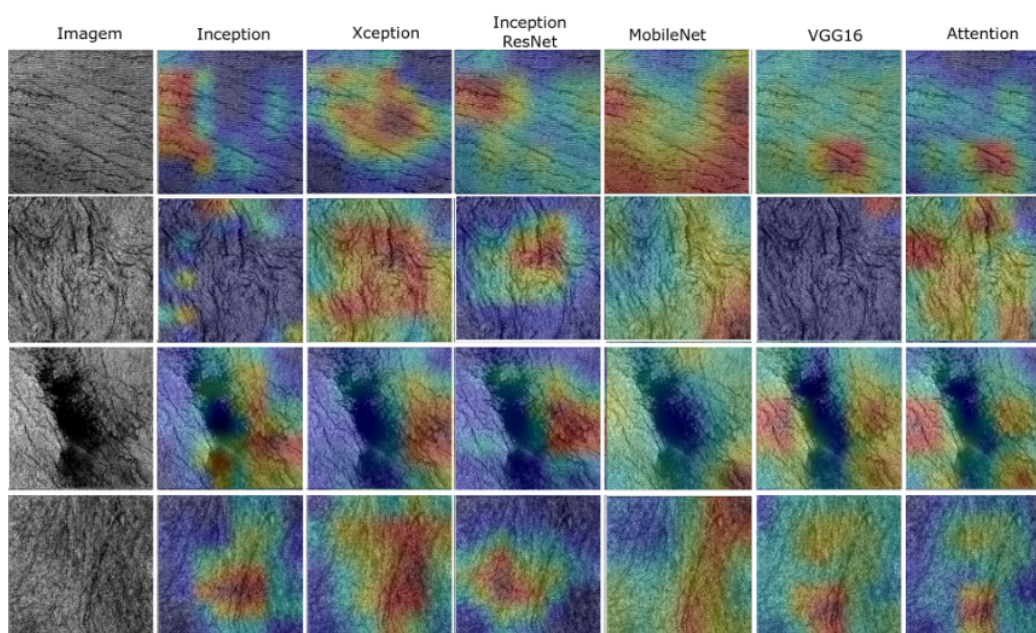 Imagem
Inception
Xception
Inception
ResNet
MobileNet
VGG16
Attention